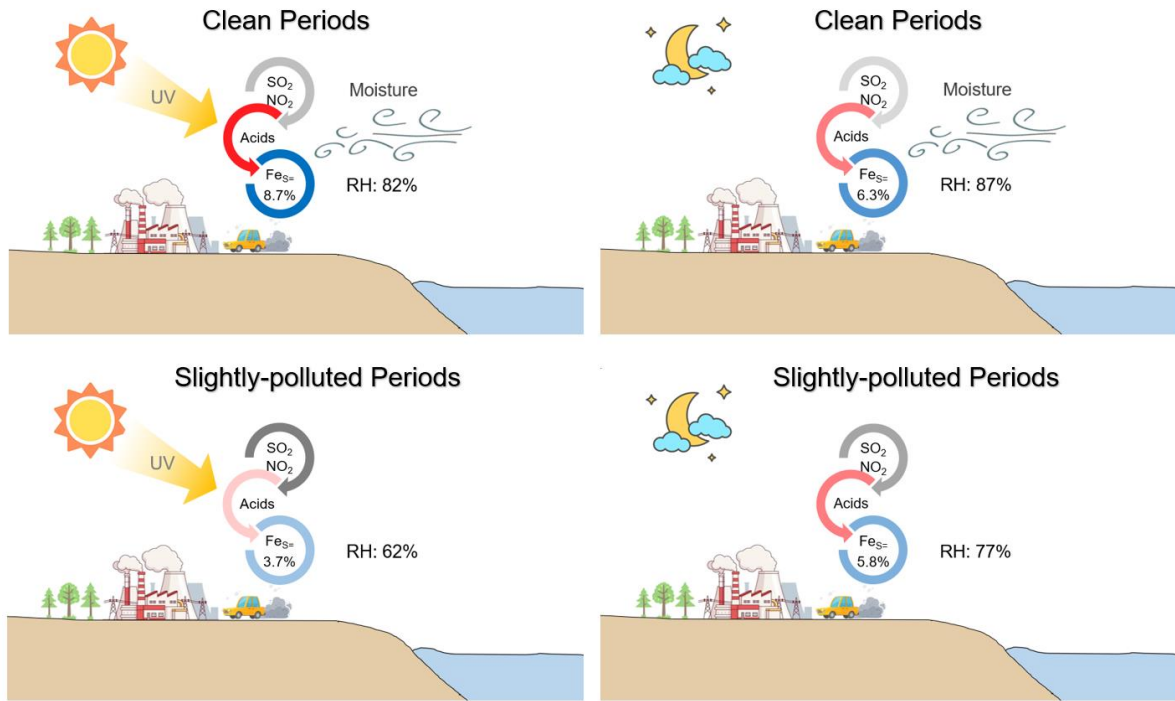 Clean Periods
UV
SO2
NO2
Moisture
Acids
FeS=
8.7%
RH: 82%
Clean Periods
SO2
NO2
Moisture
Acids
FeS=
6.3%
RH: 87%
Slightly-polluted Periods
UV
SO2
NO2
Acids
FeS=
3.7%
RH: 62%
Slightly-polluted Periods
SO2
NO2
Acids
FeS=
5.8%
RH: 77%